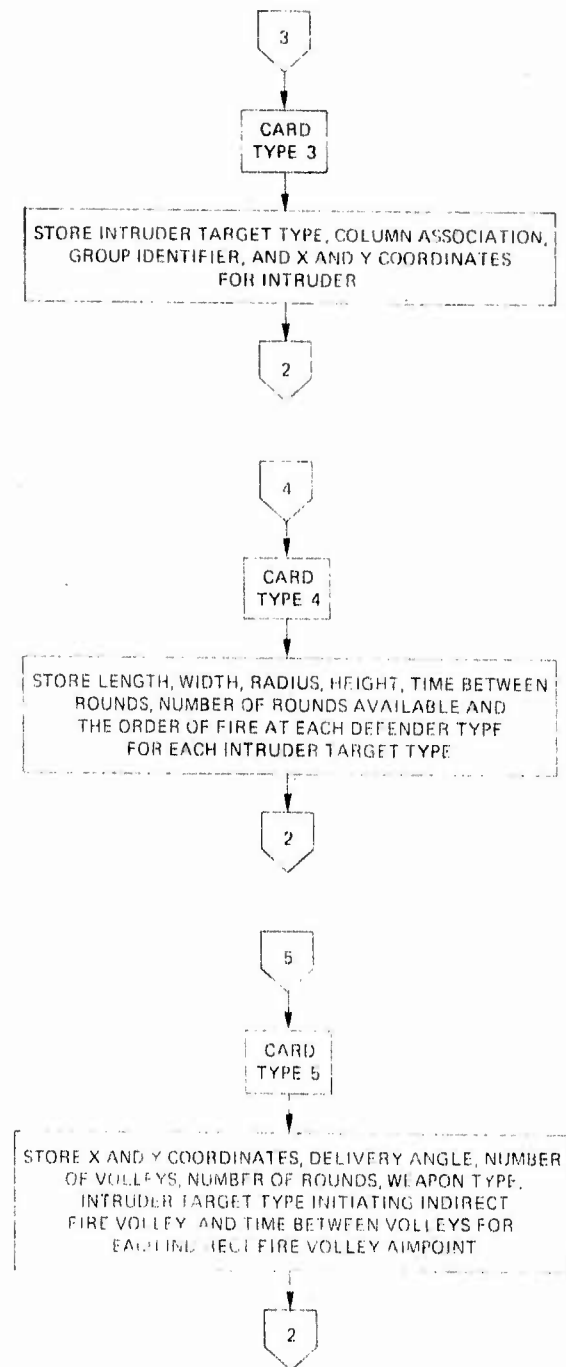 3
CARD
TYPE 3
STORE INTRUDER TARGET TYPE, COLUMN ASSOCIATION,
GROUP IDENTIFIER, AND X AND Y COORDINATES
FOR INTRUDER
2
4
CARD
TYPE 4
STORE LENGTH, WIDTH, RADIUS, HEIGHT, TIME BETWEEN
ROUNDS, NUMBER OF ROUNDS AVAILABLE AND
THE ORDER OF FIRE AT EACH DEFENDER TYPE
FOR EACH INTRUDER TARGET TYPE
2
5
CARD
TYPE 5
STORE X AND Y COORDINATES, DELIVERY ANGLE, NUMBER
OF VOLLEYS, NUMBER OF ROUNDS, WEAPON TYPE,
INTRUDER TARGET TYPE INITIATING INDIRECT
FIRE VOLLEY AND TIME BETWEEN VOLLEYS FOR
EACH INDIRECT FIRE VOLLEY AIMPOINT
2